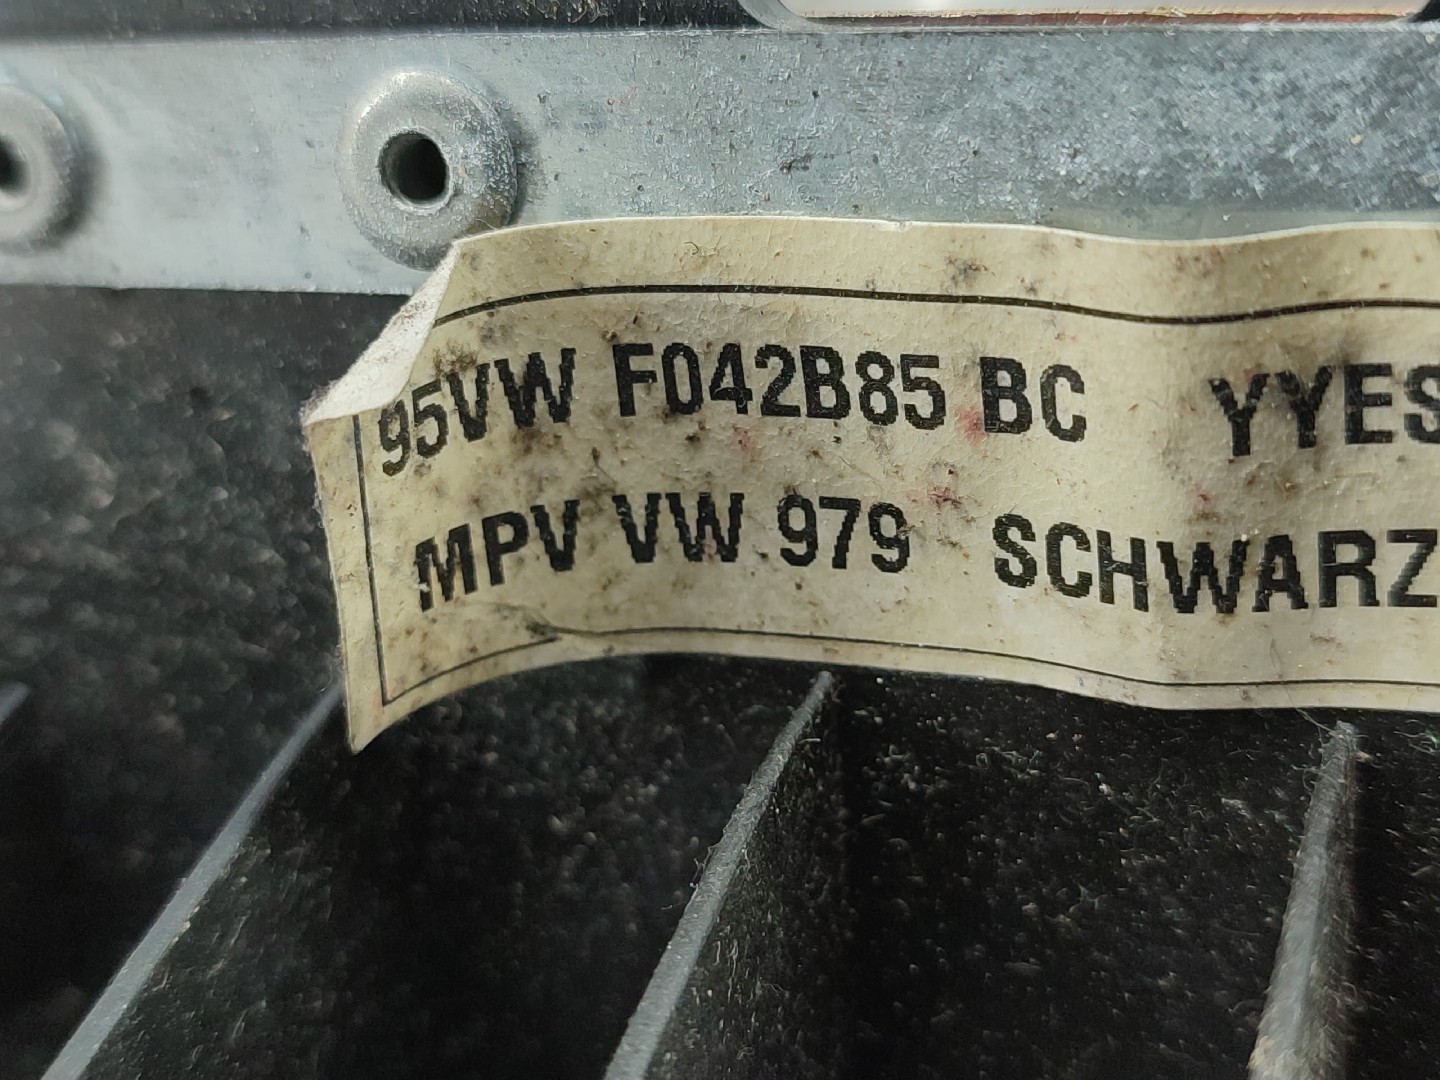 95VW F042B85 BC YYES
MPV VW 979 SCHWARZ